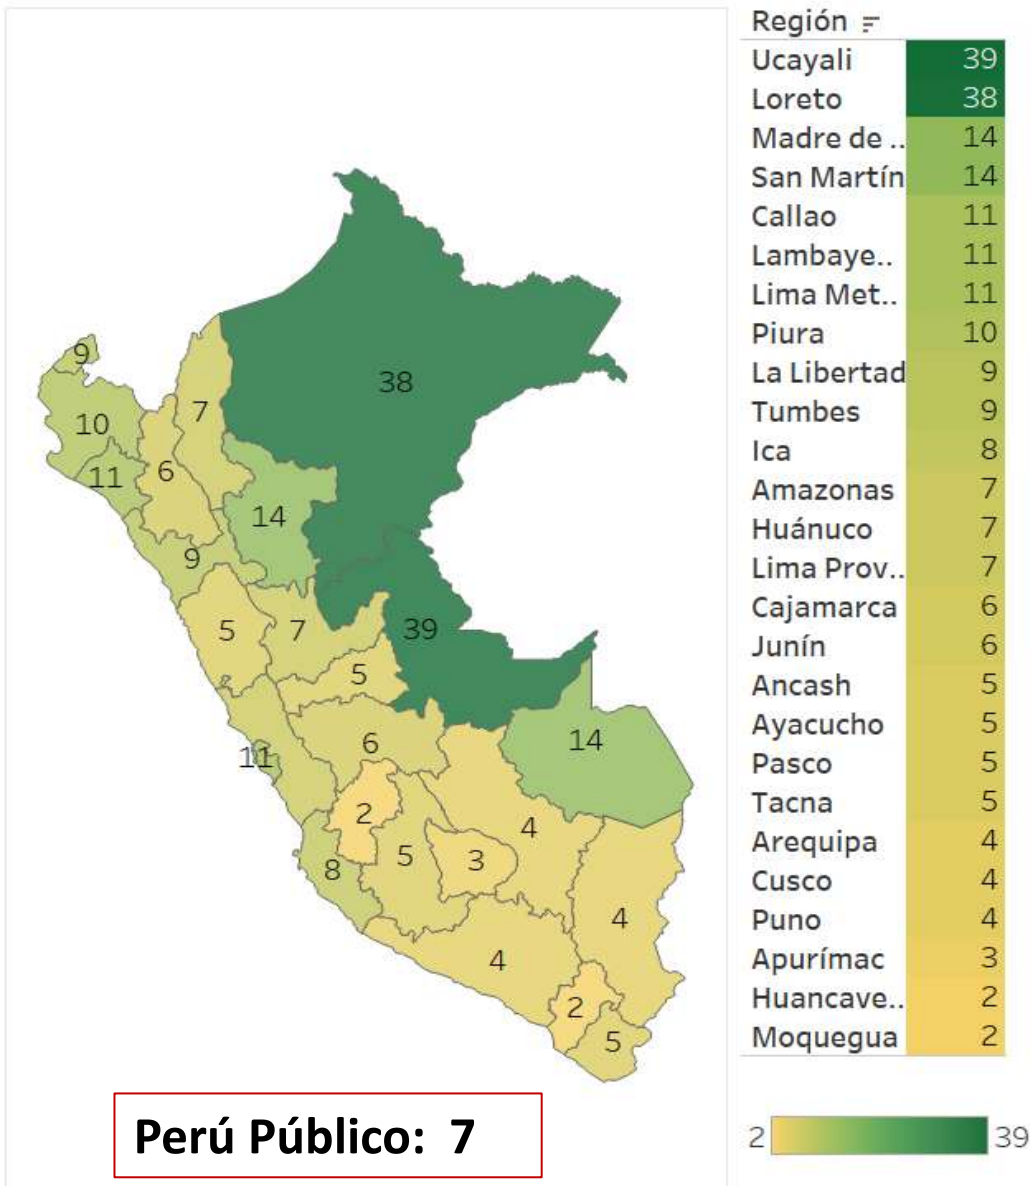 Región
Ucayali 39
Loreto 38
Madre de .. 14
San Martín 14
Callao 11
Lambaye.. 11
Lima Met.. 11
Piura 10
La Libertad 9
Tumbes 9
Ica 8
Amazonas 7
Huánuco 7
Lima Prov.. 7
Cajamarca 6
Junín 6
Ancash 5
Ayacucho 5
Pasco 5
Tacna 5
Arequipa 4
Cusco 4
Puno 4
Apurímac 3
Huancave.. 2
Moquegua 2
9
38
7
10
6
11
14
9
5
7
39
5
6
14
11
2
4
5
3
8
4
4
2
5
Perú Público: 7
2 39